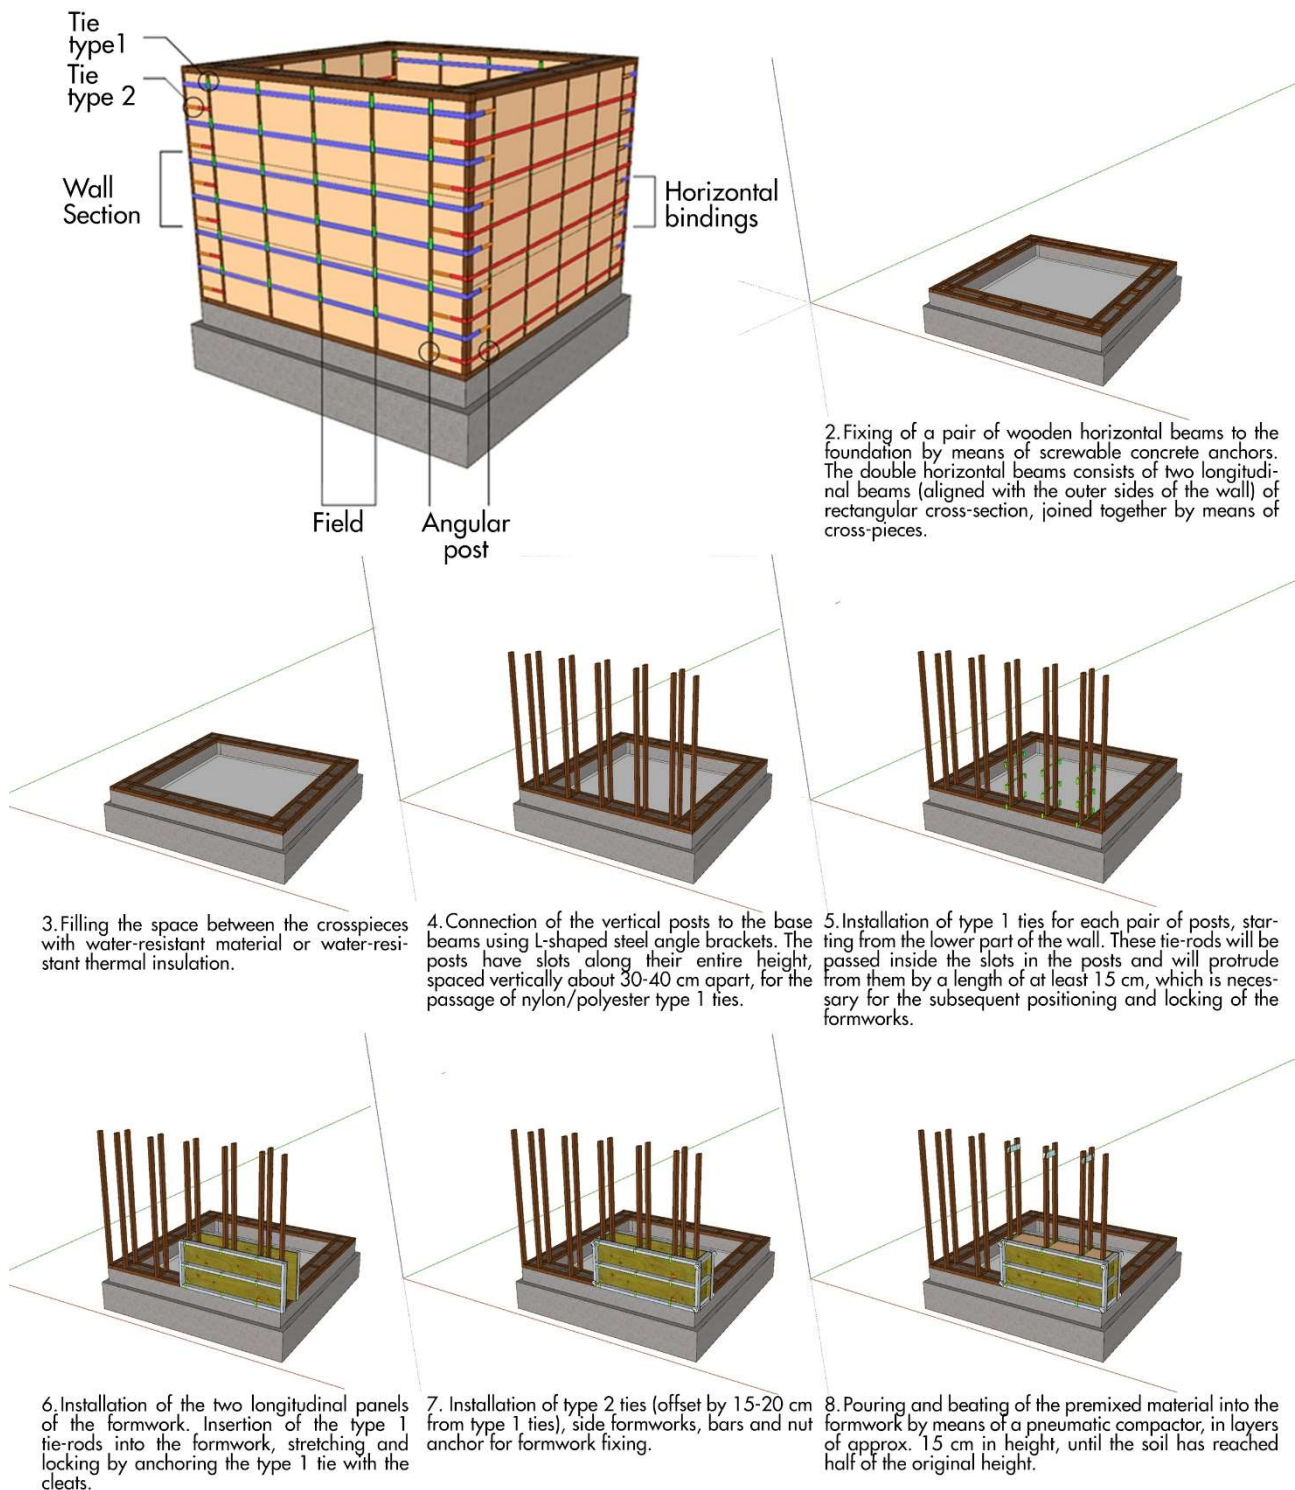 Tie
type1
Tie
type 2
Wall
Section
Horizontal
bindings
Field
Angular
post
2.Fixing of a pair of wooden horizontal beams to the
foundation by means of screwable concrete anchors.
The double horizontal beams consists of two longitudi-
nal beams (aligned with the outer sides of the wall) of
rectangular cross-section, joined together by means of
cross-pieces.
3.Filling the space between the crosspieces
with water-resistant material or water-resi-
stant thermal insulation.
4.Connection of the vertical posts to the base
beams using L-shaped steel angle brackets. The
posts have slots along their entire height,
spaced vertically about 30-40 cm apart, for the
passage of nylon/polyester type 1 ties.
5.Installation of type 1 ties for each pair of posts, star-
ting from the lower part of the wall. These tie-rods will be
passed inside the slots in the posts and will protrude
from them by a length of at least 15 cm, which is neces-
sary for the subsequent positioning and locking of the
formworks.
6.Installation of the two longitudinal panels
of the formwork. Insertion of the type 1
tie-rods into the formwork, stretching and
locking by anchoring the type 1 tie with the
cleats.
7. Installation of type 2 ties (offset by 15-20 cm
from type 1 ties), side formworks, bars and nut
anchor for formwork fixing.
8.Pouring and beating of the premixed material into the
formwork by means of a pneumatic compactor, in layers
of approx. 15 cm in height, until the soil has reached
half of the original height.